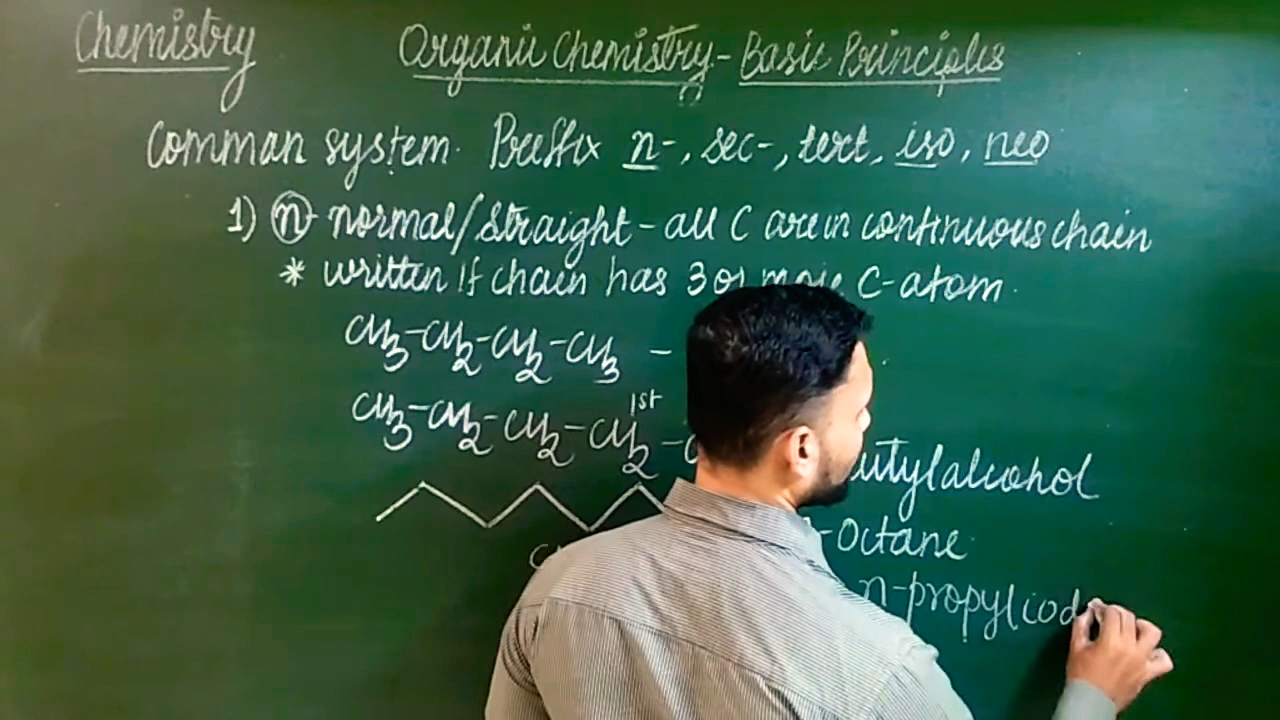 Chemistry
Organic Chemistry - Basic Principles
Comman system. Preffix n-, sec-, tert, iso, neo
1) n- normal/straight - all C are in continuous chain
* written if chain has 3 or more C-atom.
CH3-CH2-CH2-CH3 -
1st
CH3-CH2-CH2-CH2-
utylalcohol
-Octane
n-propyliod